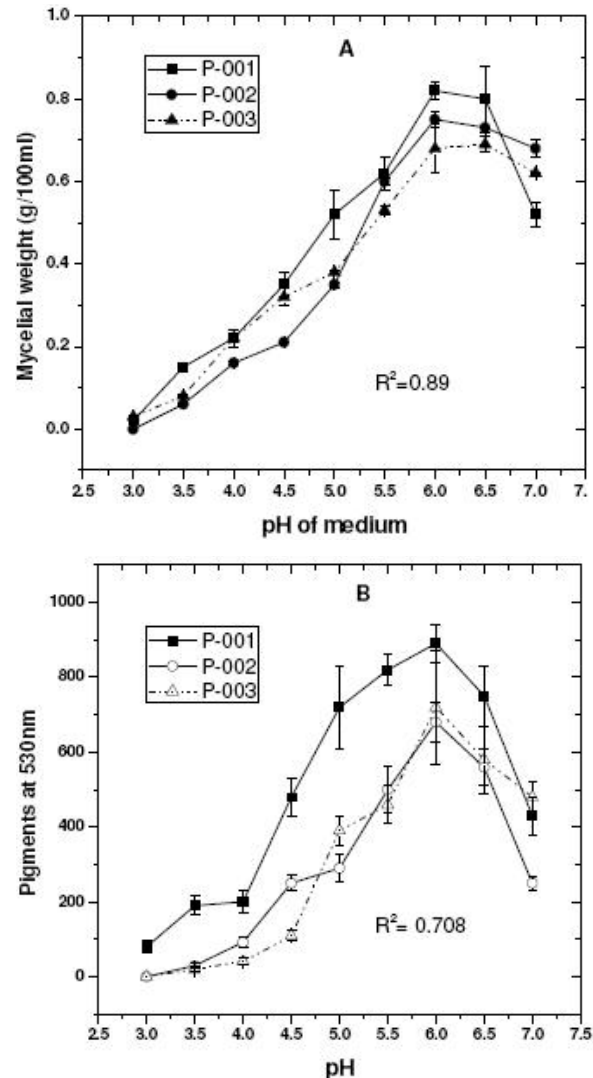 A
P-001
P-002
P-003
Mycelial weight (g/100ml)
1.0
0.8
0.6
0.4
0.2
0.0
R²=0.89
2.5 3.0 3.5 4.0 4.5 5.0 5.5 6.0 6.5 7.0 7.
pH of medium
B
P-001
P-002
P-003
Pigments at 530nm
1000
800
600
400
200
0
R²= 0.708
2.5 3.0 3.5 4.0 4.5 5.0 5.5 6.0 6.5 7.0 7.5
pH